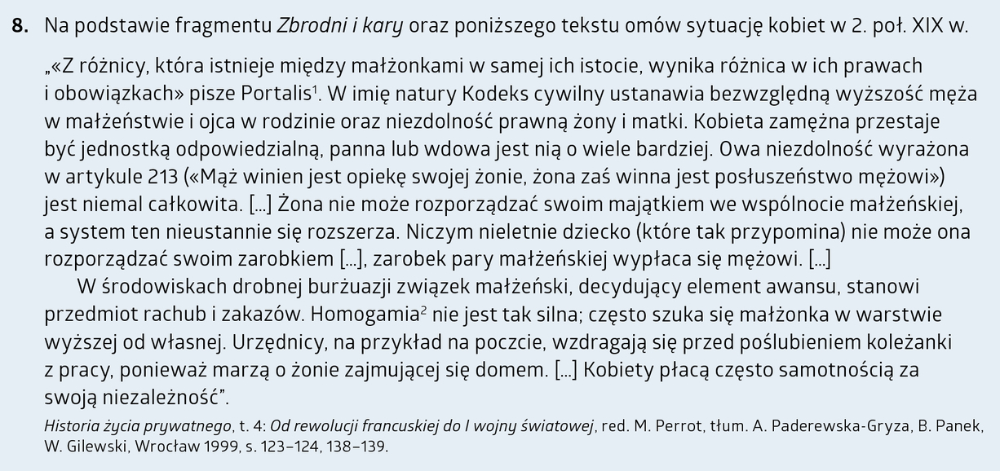 8. Na podstawie fragmentu Zbrodni i kary oraz poniższego tekstu omów sytuację kobiet w 2. poł. XIX w.
„«Z różnicy, która istnieje między małżonkami w samej ich istocie, wynika różnica w ich prawach
i obowiązkach» pisze Portalis¹. W imię natury Kodeks cywilny ustanawia bezwzględną wyższość męża
w małżeństwie i ojca w rodzinie oraz niezdolność prawną żony i matki. Kobieta zamężna przestaje
być jednostką odpowiedzialną, panna lub wdowa jest nią o wiele bardziej. Owa niezdolność wyrażona
w artykule 213 («Mąż winien jest opiekę swojej żonie, żona zaś winna jest posłuszeństwo mężowi»)
jest niemal całkowita. [...] Żona nie może rozporządzać swoim majątkiem we wspólnocie małżeńskiej,
a system ten nieustannie się rozszerza. Niczym nieletnie dziecko (które tak przypomina) nie może ona
rozporządzać swoim zarobkiem [...], zarobek pary małżeńskiej wypłaca się mężowi. [...]
W środowiskach drobnej burżuazji związek małżeński, decydujący element awansu, stanowi
przedmiot rachub i zakazów. Homogamia² nie jest tak silna; często szuka się małżonka w warstwie
wyższej od własnej. Urzędnicy, na przykład na poczcie, wzdragają się przed poślubieniem koleżanki
z pracy, ponieważ marzą o żonie zajmującej się domem. [...] Kobiety płacą często samotnością za
swoją niezależność”.
Historia życia prywatnego, t. 4: Od rewolucji francuskiej do I wojny światowej, red. M. Perrot, tłum. A. Paderewska-Gryza, B. Panek,
W. Gilewski, Wrocław 1999, s. 123–124, 138–139.